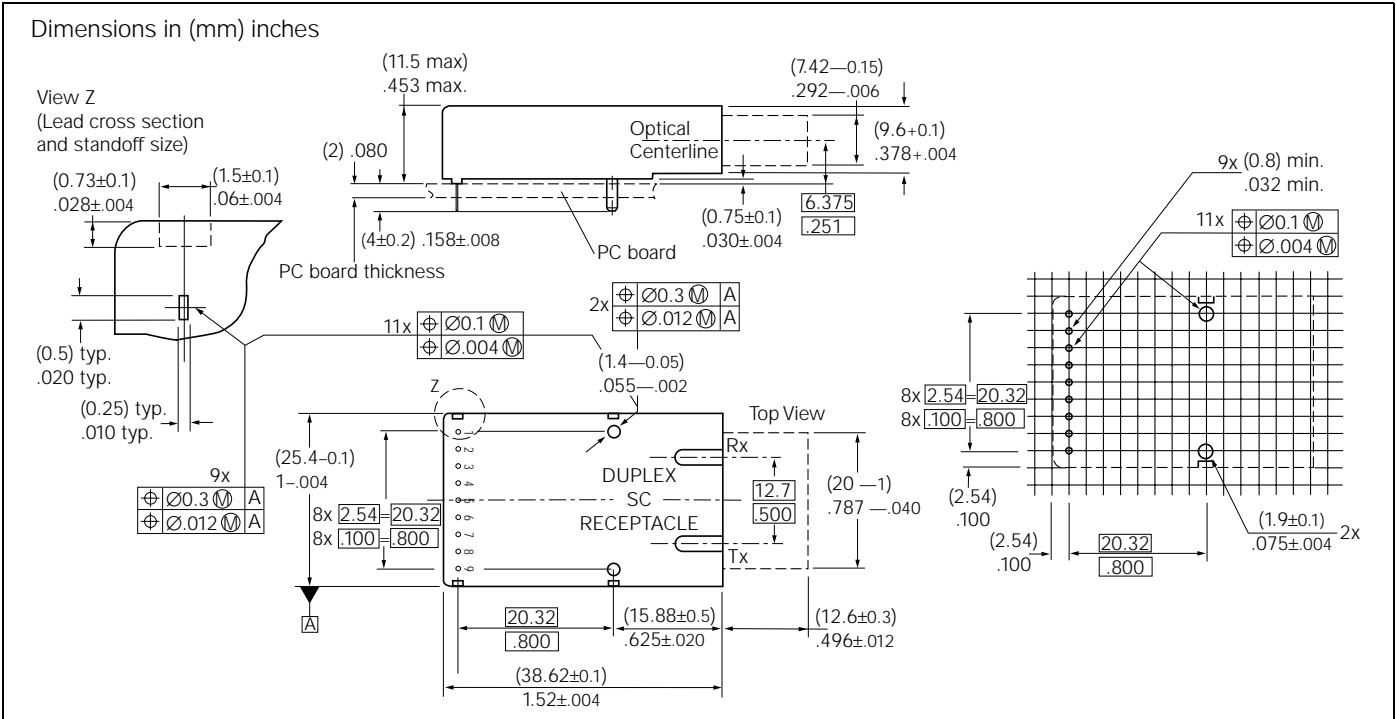 Dimensions in (mm) inches
View Z
(Lead cross section
and standoff size)
(0.73±0.1)
.028±.004
(1.5±0.1)
.06±.004
(0.5) typ.
.020 typ.
(0.25) typ.
.010 typ.
9x
⌖ Ø0.3 Ⓜ A
⌖ Ø.012 Ⓜ A
(11.5 max)
.453 max.
(2) .080
(4±0.2) .158±.008
PC board thickness
PC board
Optical
Centerline
(7.42—0.15)
.292—.006
(9.6+0.1)
.378+.004
(0.75±0.1)
.030±.004
6.375
.251
11x ⌖ Ø0.1 Ⓜ
⌖ Ø.004 Ⓜ
2x ⌖ Ø0.3 Ⓜ A
⌖ Ø.012 Ⓜ A
(1.4—0.05)
.055—.002
Z
Top View
(25.4–0.1)
1–.004
8x 2.54=20.32
8x .100=.800
1
2
3
4
5
6
7
8
9
DUPLEX
SC
RECEPTACLE
Rx
Tx
12.7
.500
(20 —1)
.787 —.040
A
20.32
.800
(15.88±0.5)
.625±.020
(12.6±0.3)
.496±.012
(38.62±0.1)
1.52±.004
9x (0.8) min.
.032 min.
11x ⌖ Ø0.1 Ⓜ
⌖ Ø.004 Ⓜ
8x 2.54=20.32
8x .100=.800
(2.54)
.100
(2.54)
.100
20.32
.800
(1.9±0.1)
.075±.004
2x